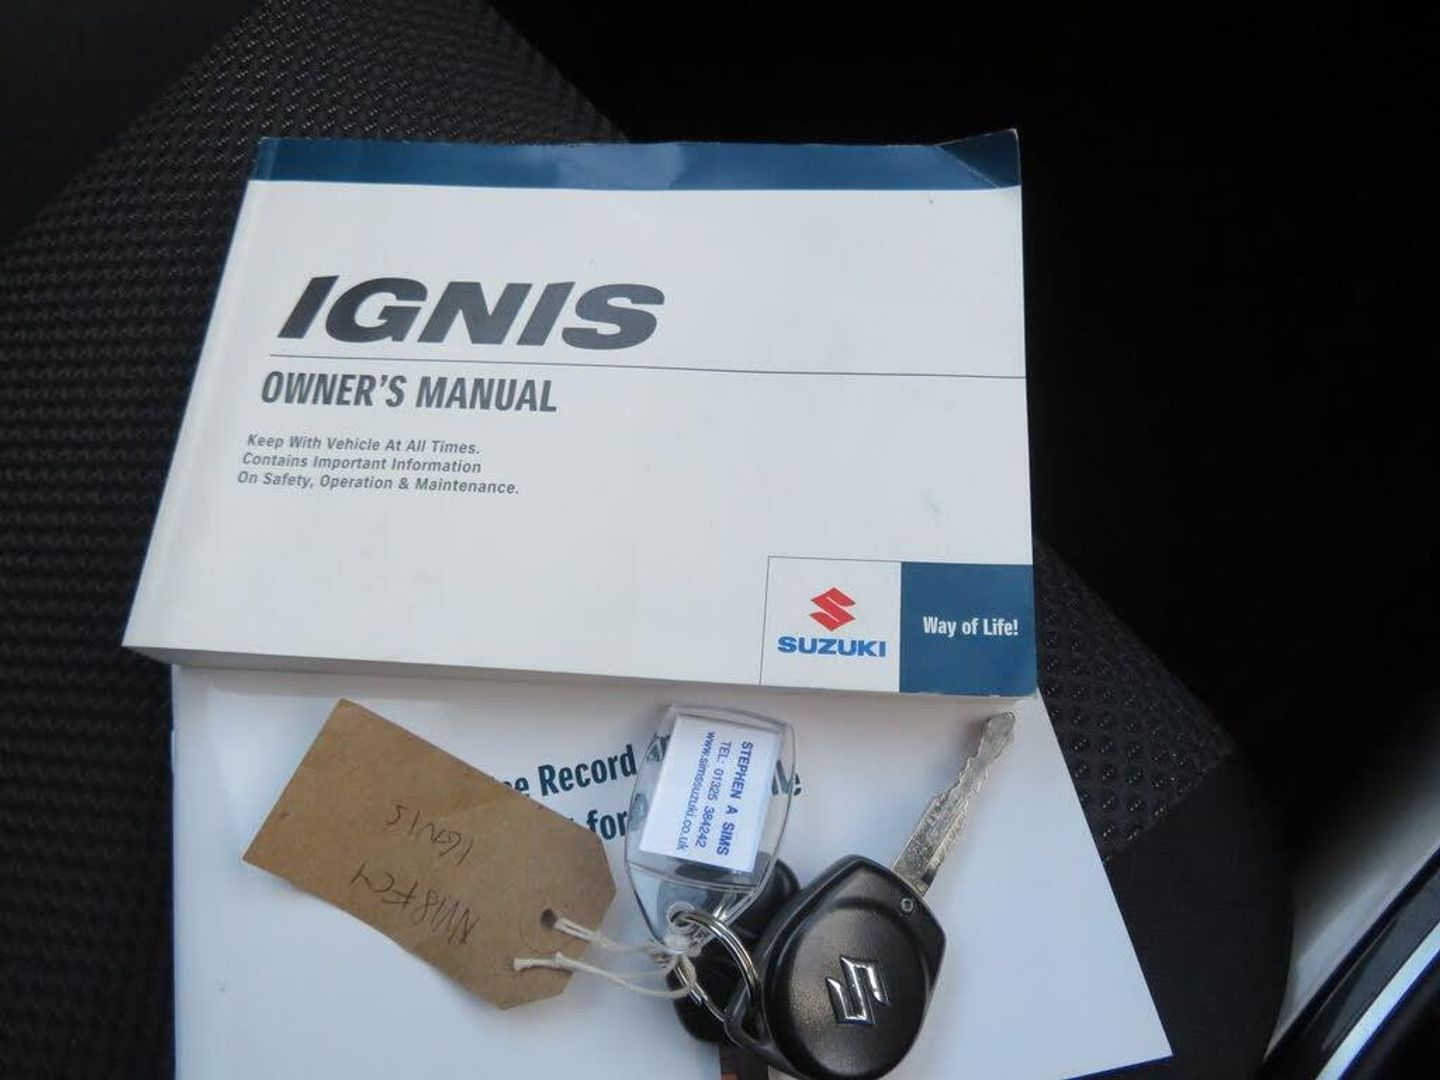 IGNIS
OWNER'S MANUAL
Keep With Vehicle At All Times.
Contains Important Information
On Safety, Operation & Maintenance.
SUZUKI
Way of Life!
Record
for
STEPHEN A SIMS
TEL: 01325 384242
www.simssuzuki.co.uk
IGNIS